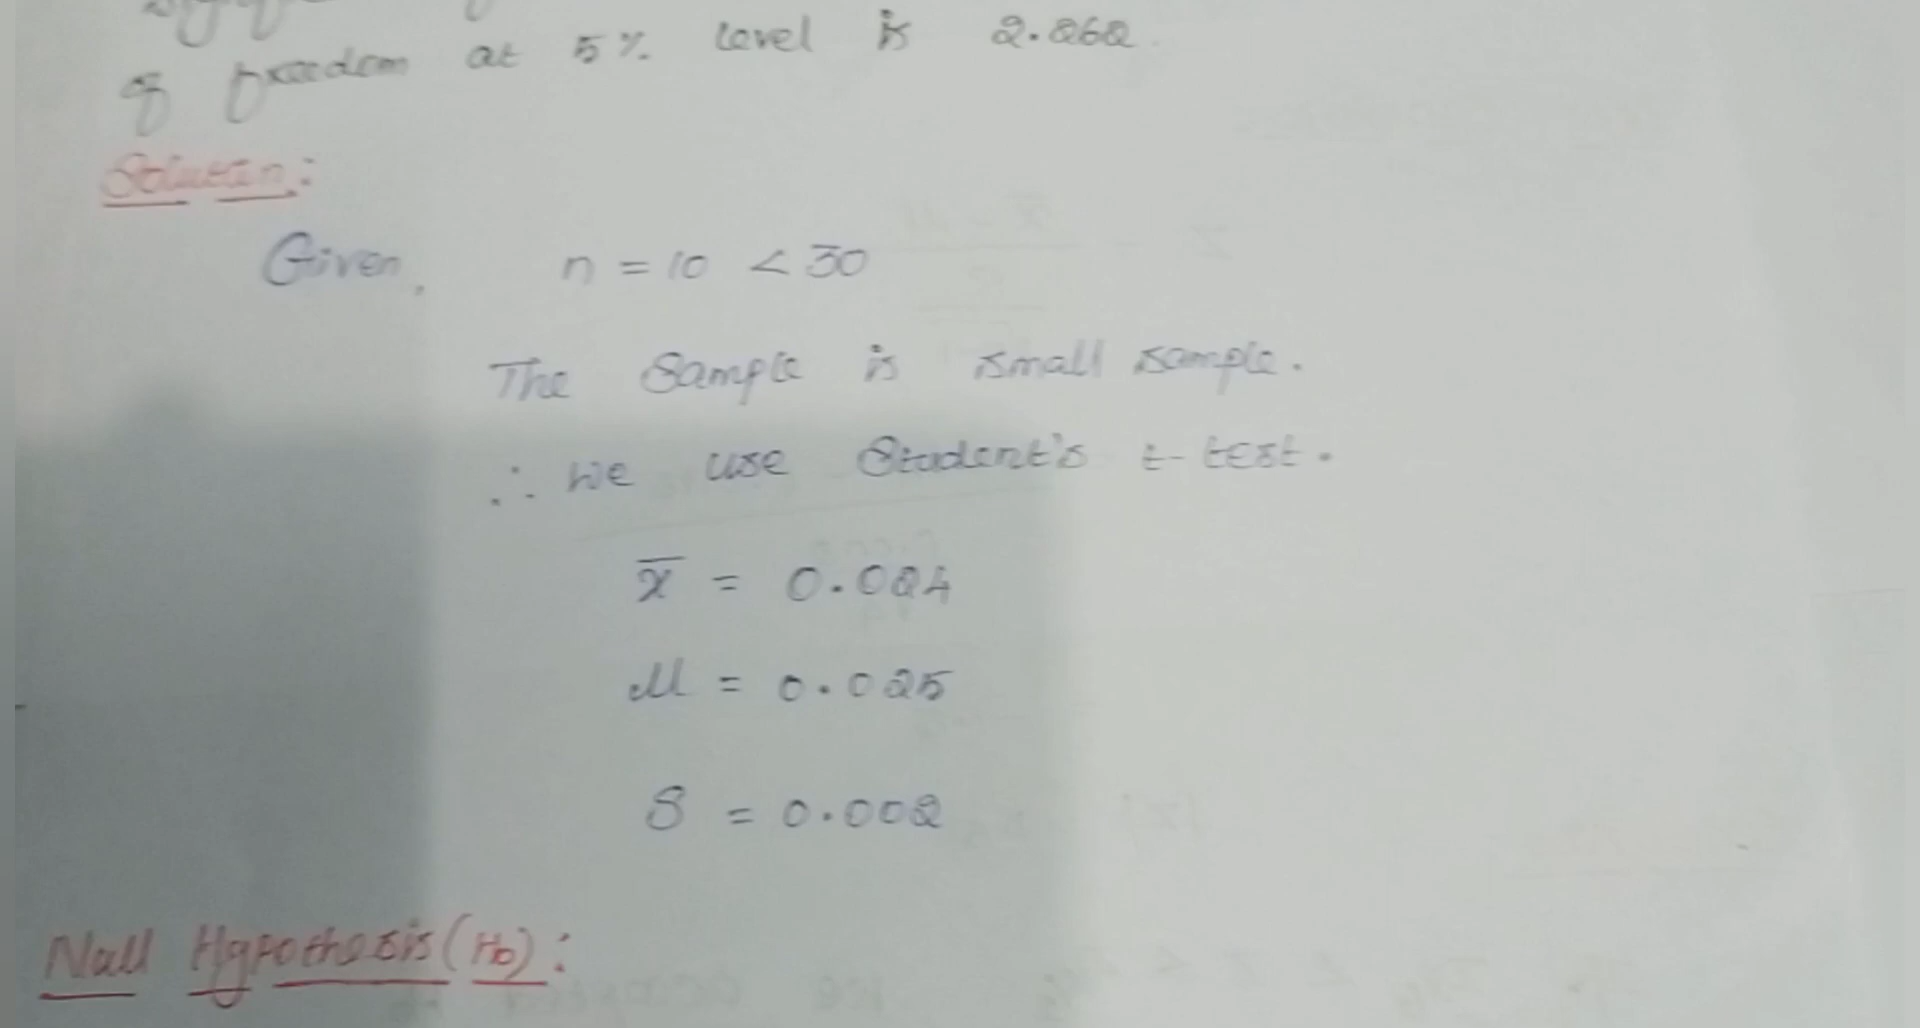 of freedom at 5% level is 2.262.
Solution:
Given, n = 10 < 30
The Sample is small sample.
∴ We use Student's t-test.
x̄ = 0.024
μ = 0.025
S = 0.002
Null Hypothesis (H₀):